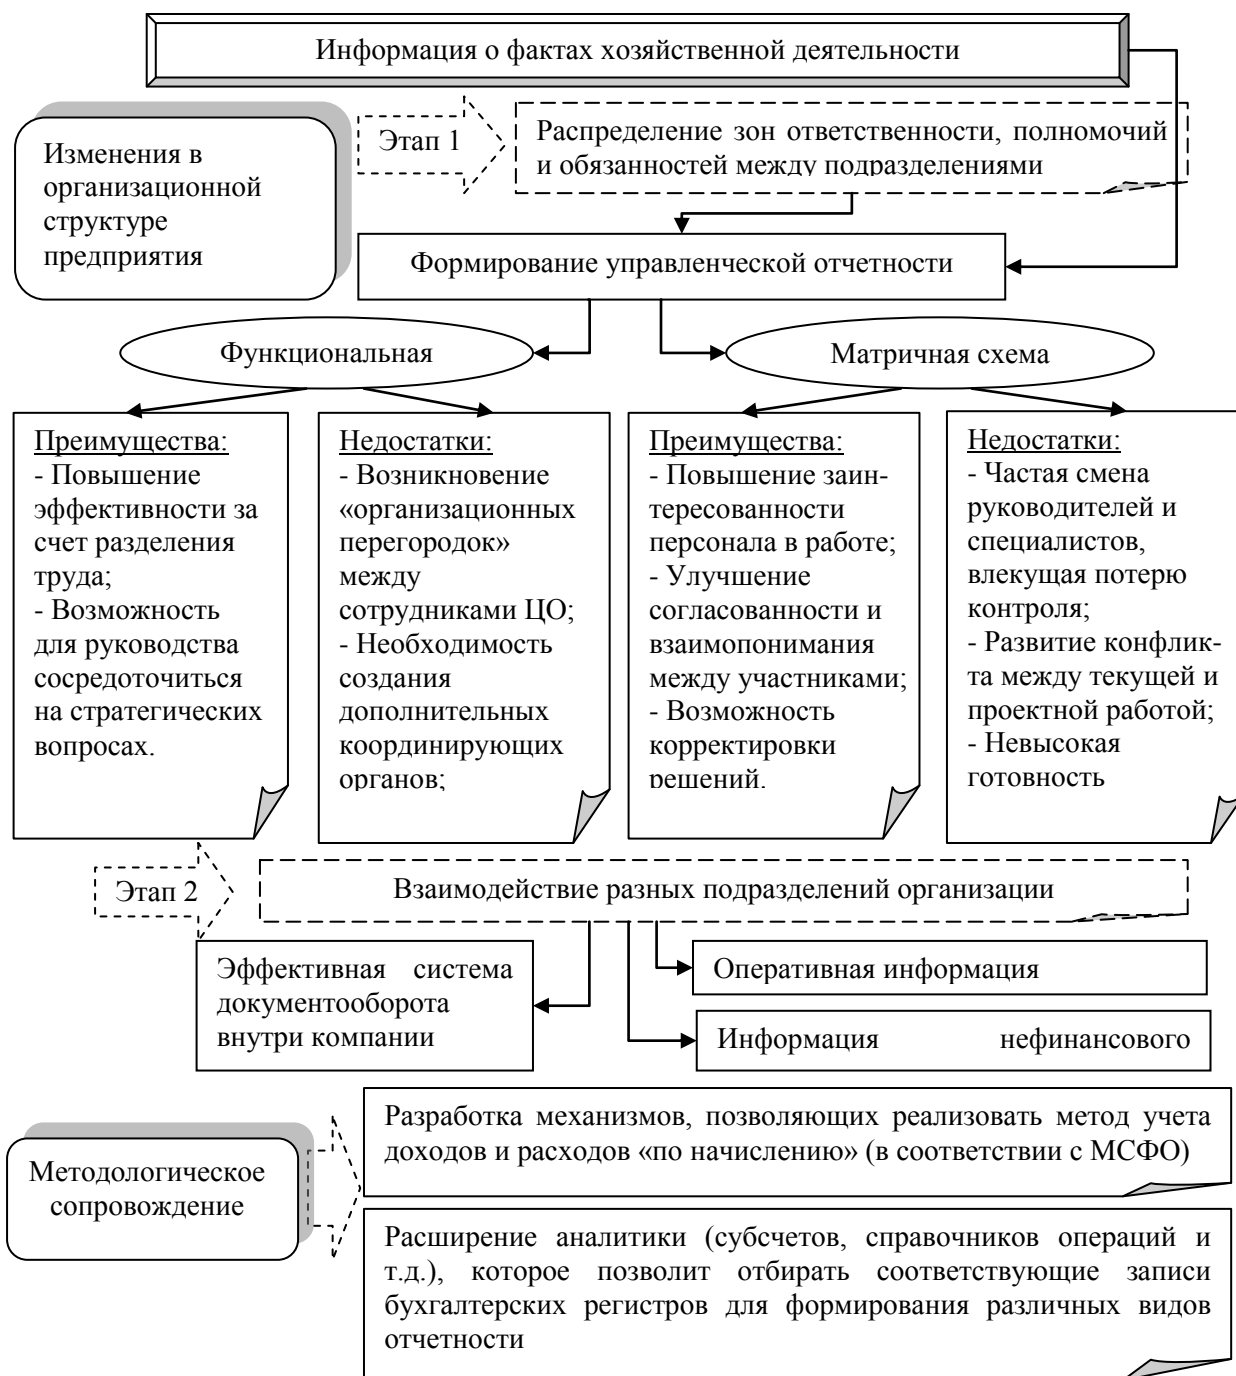 Информация о фактах хозяйственной деятельности
Изменения в
организационной
структуре
предприятия
Этап 1
Распределение зон ответственности, полномочий
и обязанностей между подразделениями
Формирование управленческой отчетности
Функциональная
Матричная схема
Преимущества:
- Повышение
эффективности за
счет разделения
труда;
- Возможность
для руководства
сосредоточиться
на стратегических
вопросах.
Недостатки:
- Возникновение
«организационных
перегородок»
между
сотрудниками ЦО;
- Необходимость
создания
дополнительных
координирующих
органов;
Преимущества:
- Повышение заин-
тересованности
персонала в работе;
- Улучшение
согласованности и
взаимопонимания
между участниками;
- Возможность
корректировки
решений.
Недостатки:
- Частая смена
руководителей и
специалистов,
влекущая потерю
контроля;
- Развитие конфлик-
та между текущей и
проектной работой;
- Невысокая
готовность
Этап 2
Взаимодействие разных подразделений организации
Эффективная система
документооборота
внутри компании
Оперативная информация
Информация нефинансового
Методологическое
сопровождение
Разработка механизмов, позволяющих реализовать метод учета
доходов и расходов «по начислению» (в соответствии с МСФО)
Расширение аналитики (субсчетов, справочников операций и
т.д.), которое позволит отбирать соответствующие записи
бухгалтерских регистров для формирования различных видов
отчетности